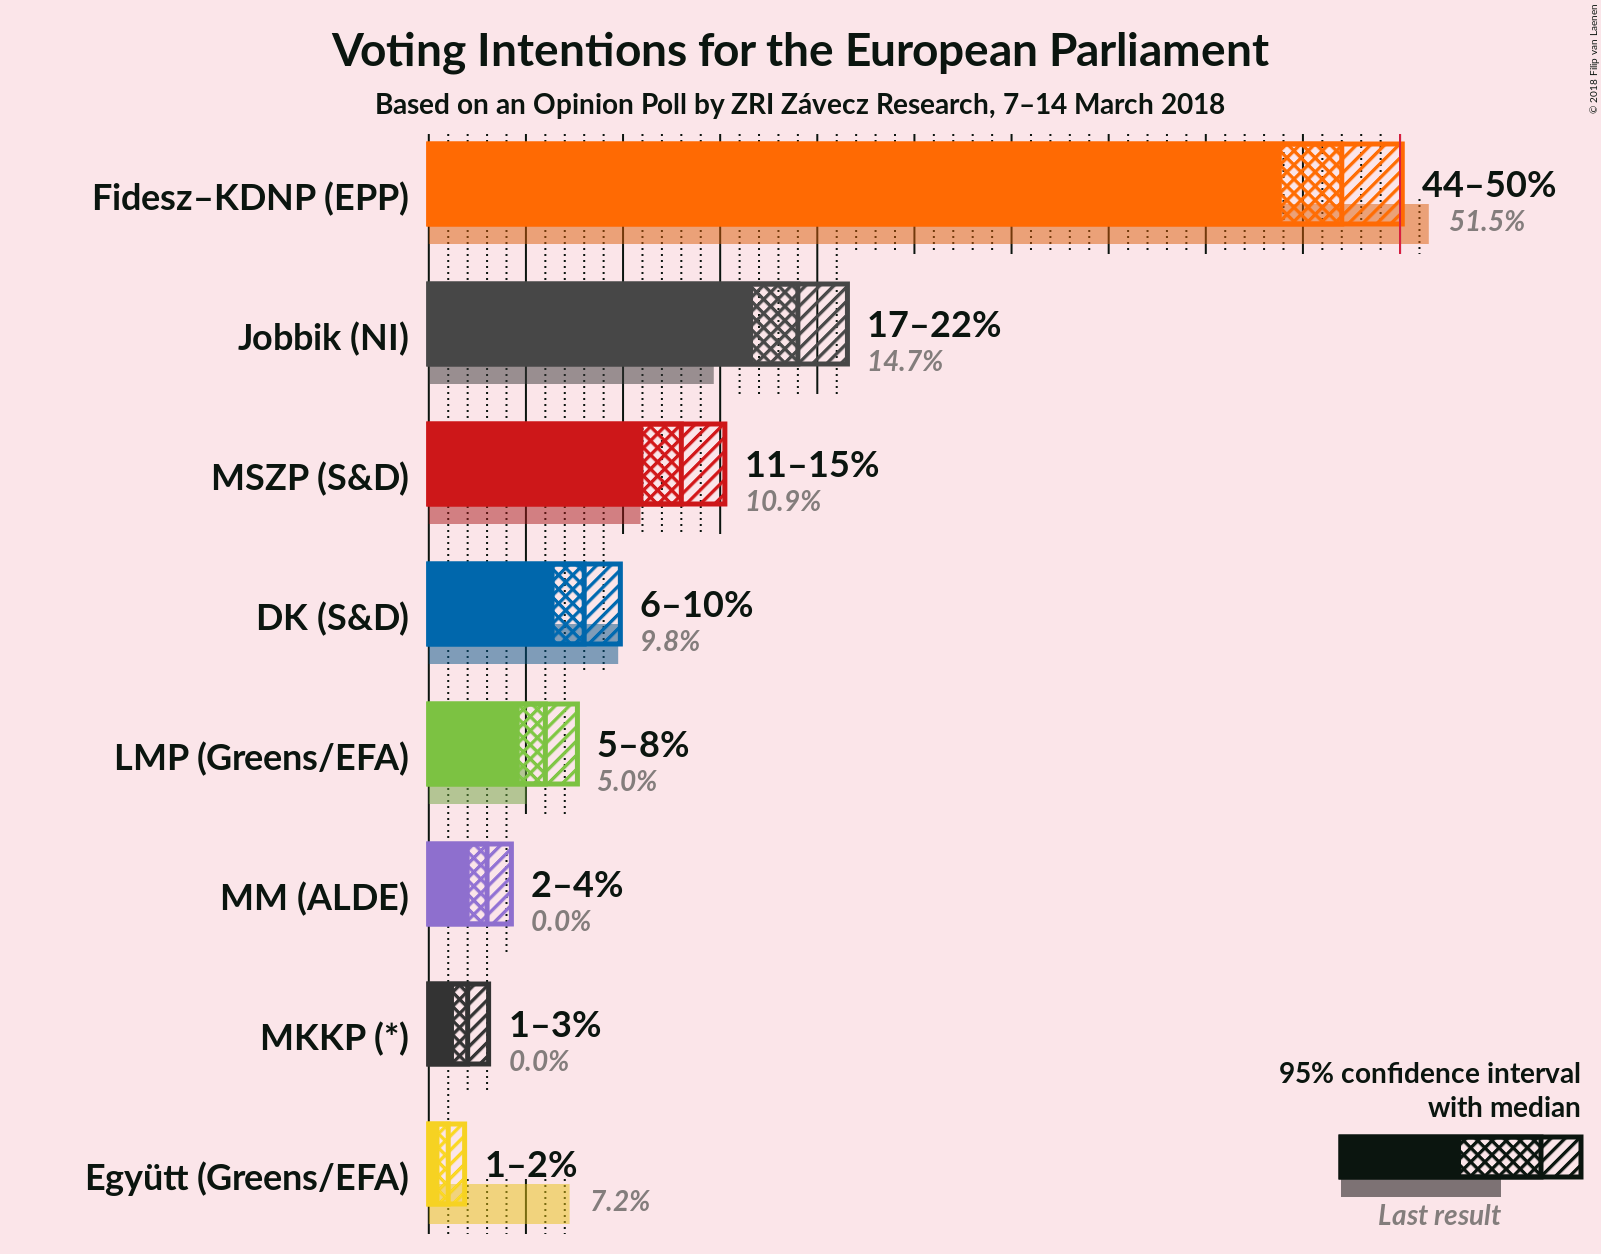 Voting Intentions for the European Parliament
Based on an Opinion Poll by ZRI Závecz Research, 7–14 March 2018
© 2018 Filip van Laenen
Fidesz–KDNP (EPP)
44–50%
51.5%
Jobbik (NI)
17–22%
14.7%
MSZP (S&D)
11–15%
10.9%
DK (S&D)
6–10%
9.8%
LMP (Greens/EFA)
5–8%
5.0%
MM (ALDE)
2–4%
0.0%
MKKP (*)
1–3%
0.0%
Együtt (Greens/EFA)
1–2%
7.2%
95% confidence interval
with median
Last result